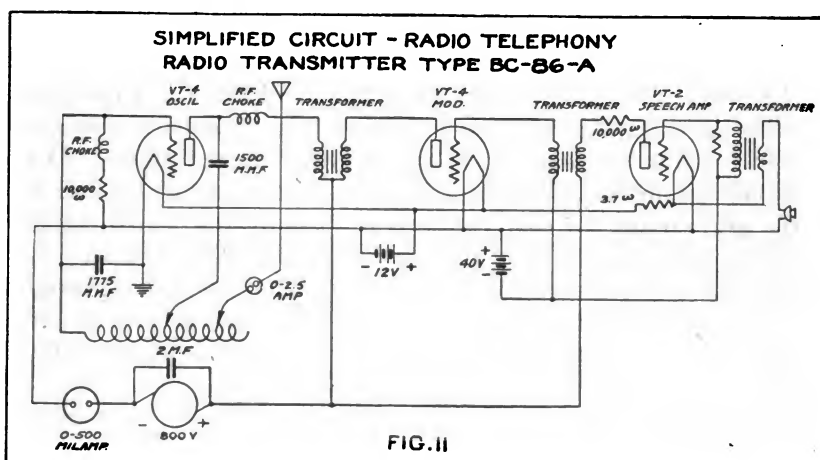 SIMPLIFIED CIRCUIT - RADIO TELEPHONY
RADIO TRANSMITTER TYPE BC-86-A
VT-4
OSCIL
R.F.
CHOKE
TRANSFORMER
VT-4
MOD.
TRANSFORMER
VT-2
SPEECH AMP
TRANSFORMER
R.F.
CHOKE
10,000
ω
1500
M.M.F
10,000 ω
3.7 ω
1775
M.M.F
0-2.5
AMP
- 12V +
+
40V
-
2 M.F
0-500
MILAMP.
- 800 V +
FIG.11